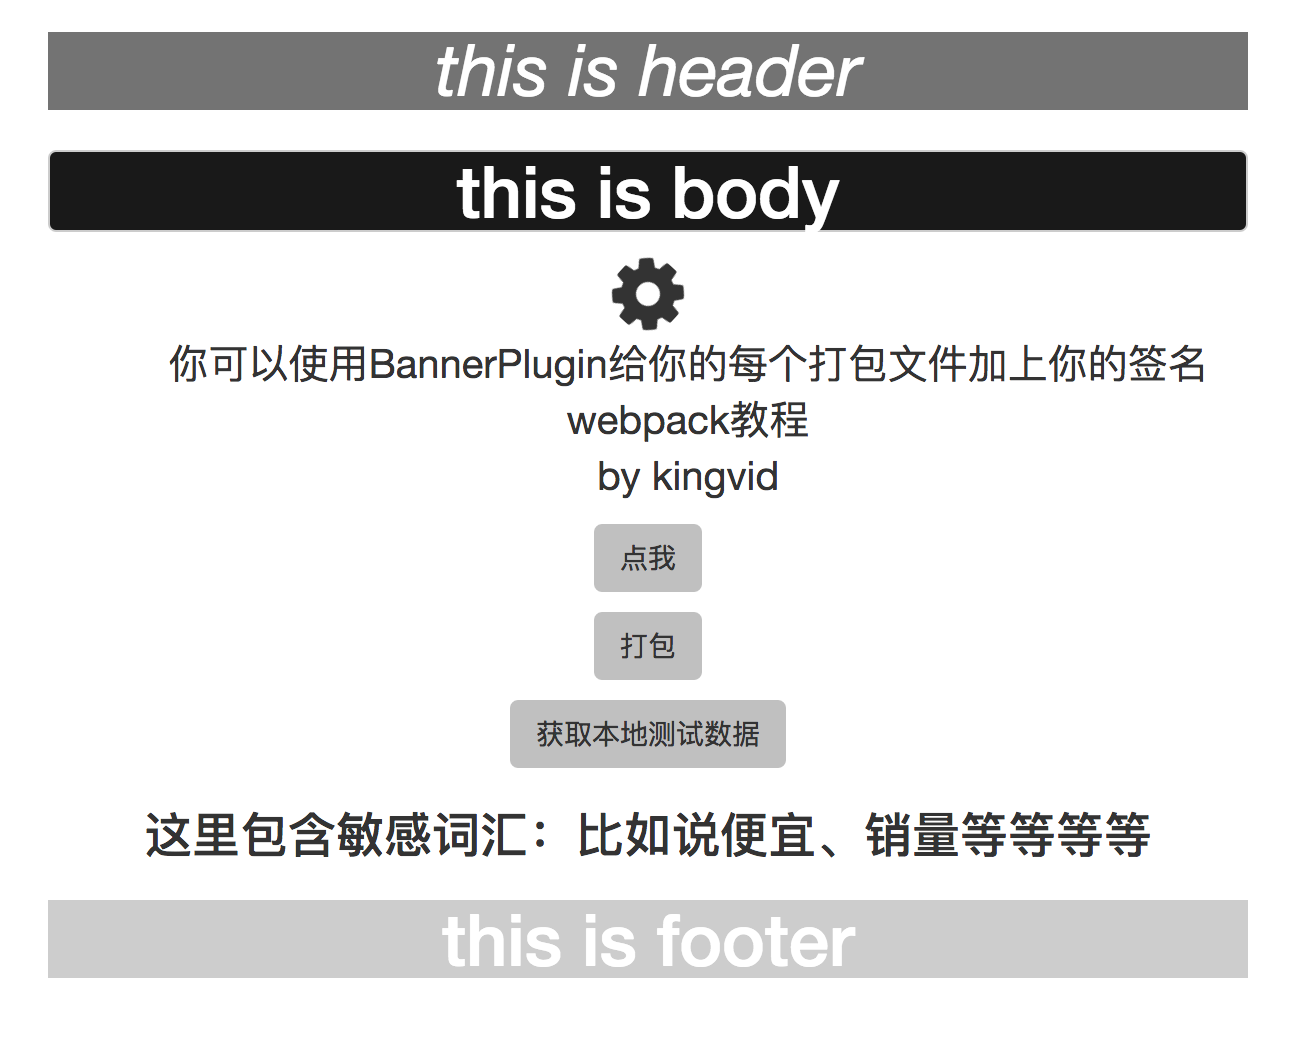 this is header
this is body
你可以使用BannerPlugin给你的每个打包文件加上你的签名
webpack教程
by kingvid
点我
打包
获取本地测试数据
这里包含敏感词汇：比如说便宜、销量等等等等
this is footer